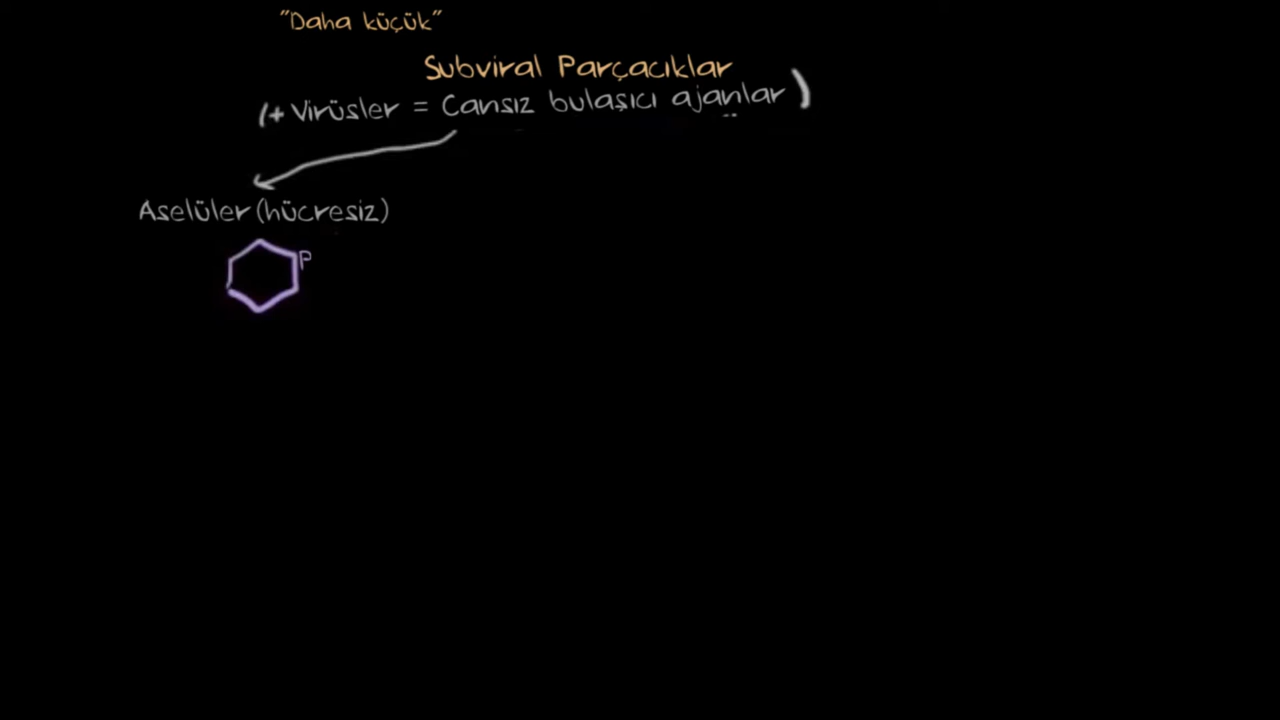 "Daha küçük"
Subviral Parçacıklar
(+ Virüsler = Cansız bulaşıcı ajanlar)
Aselüler (hücresiz)
P